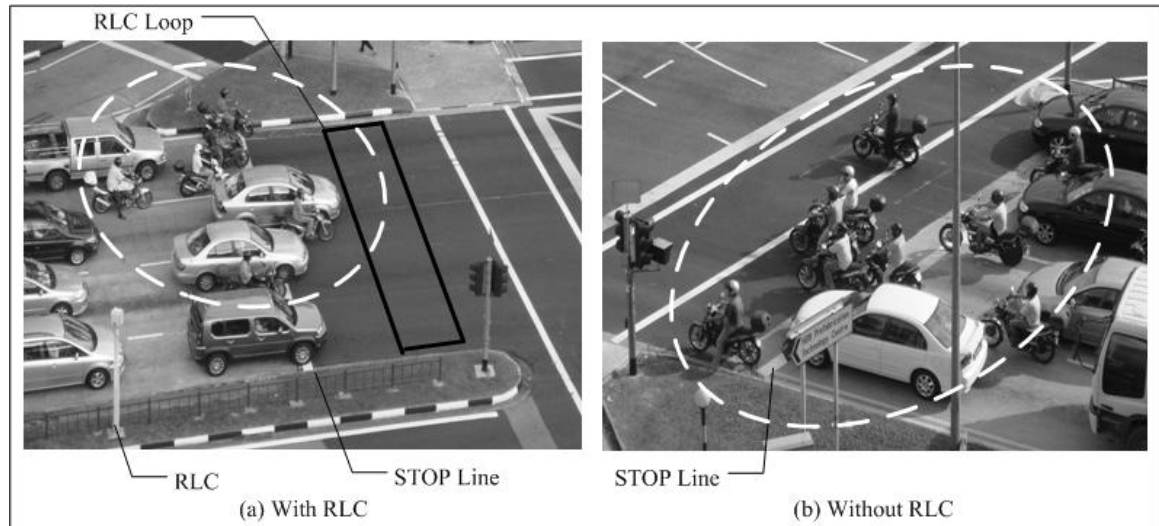 RLC Loop
RLC
STOP Line
(a) With RLC
STOP Line
(b) Without RLC